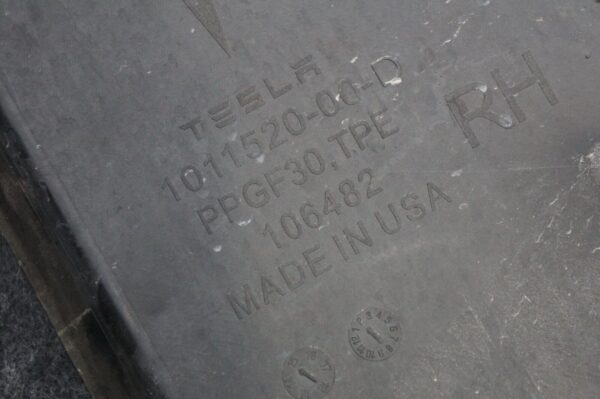 TESLA
1011520-00-D
PPGF30,TPE
106482
MADE IN USA
RH